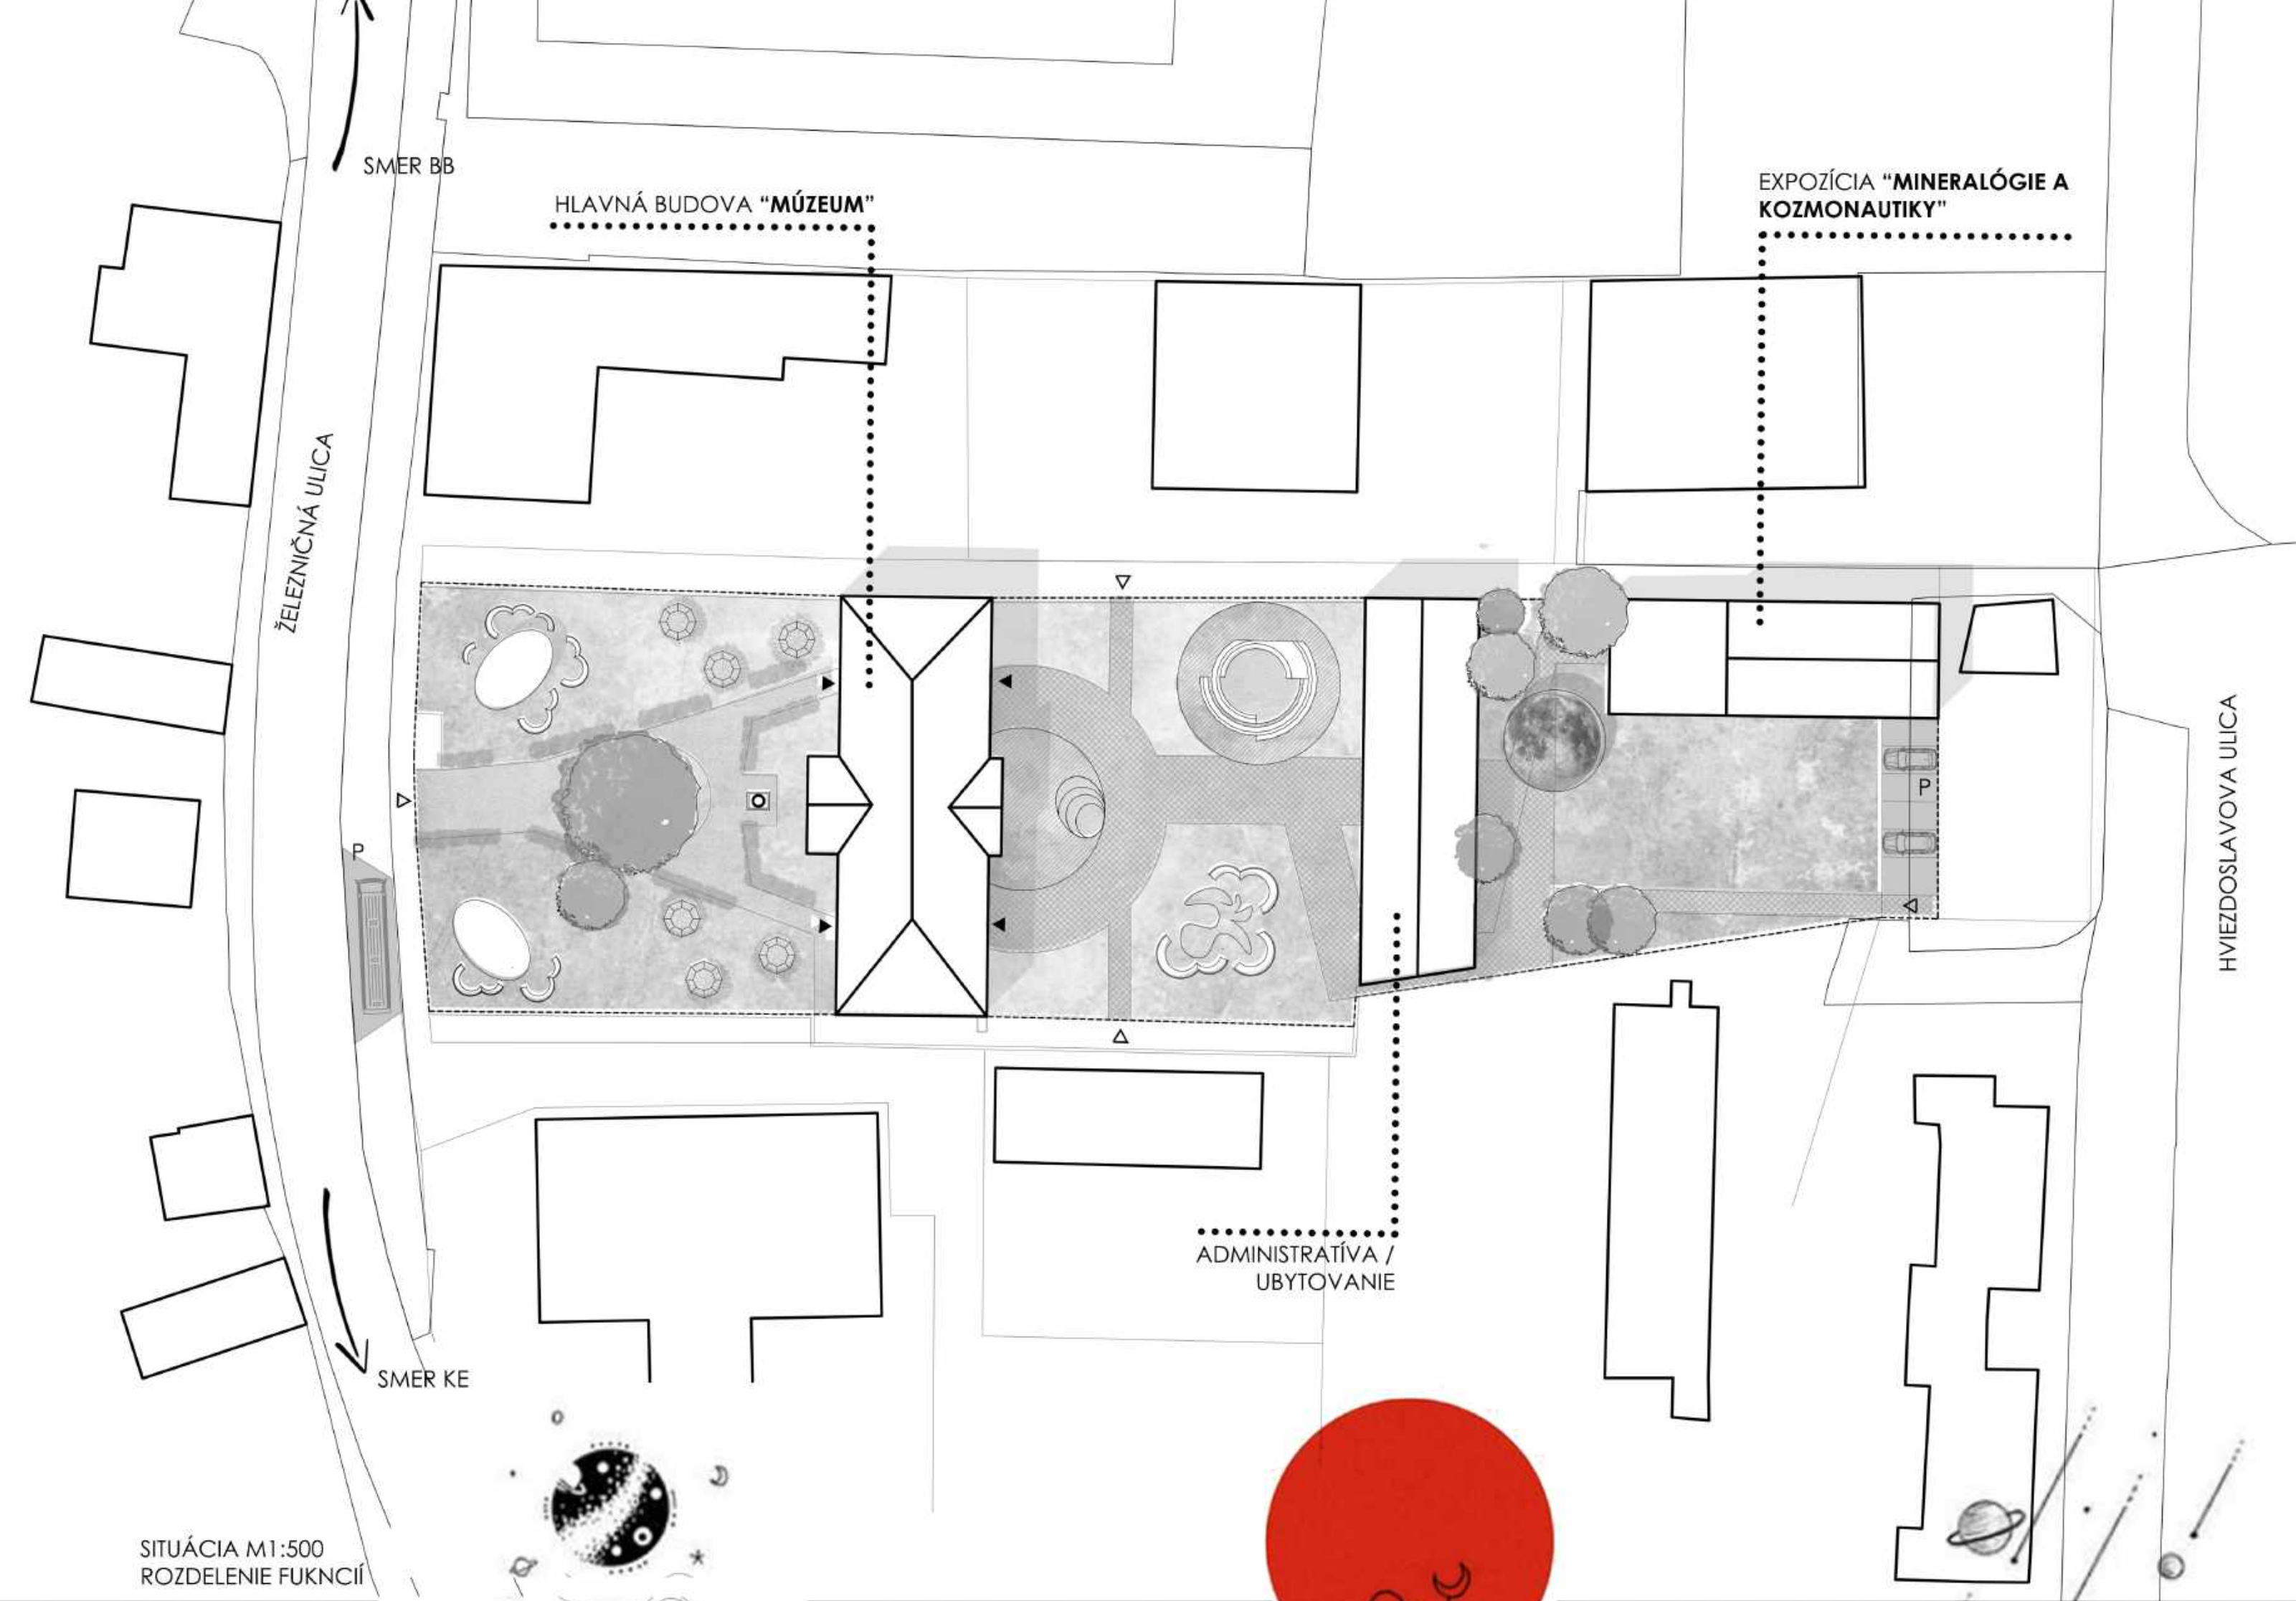 SMER BB
HLAVNÁ BUDOVA “MÚZEUM”
EXPOZÍCIA “MINERALÓGIE A
KOZMONAUTIKY”
ŽELEZNIČNÁ ULICA
P
P
HVIEZDOSLAVOVA ULICA
ADMINISTRATÍVA /
UBYTOVANIE
SMER KE
SITUÁCIA M1:500
ROZDELENIE FUKNCIÍ